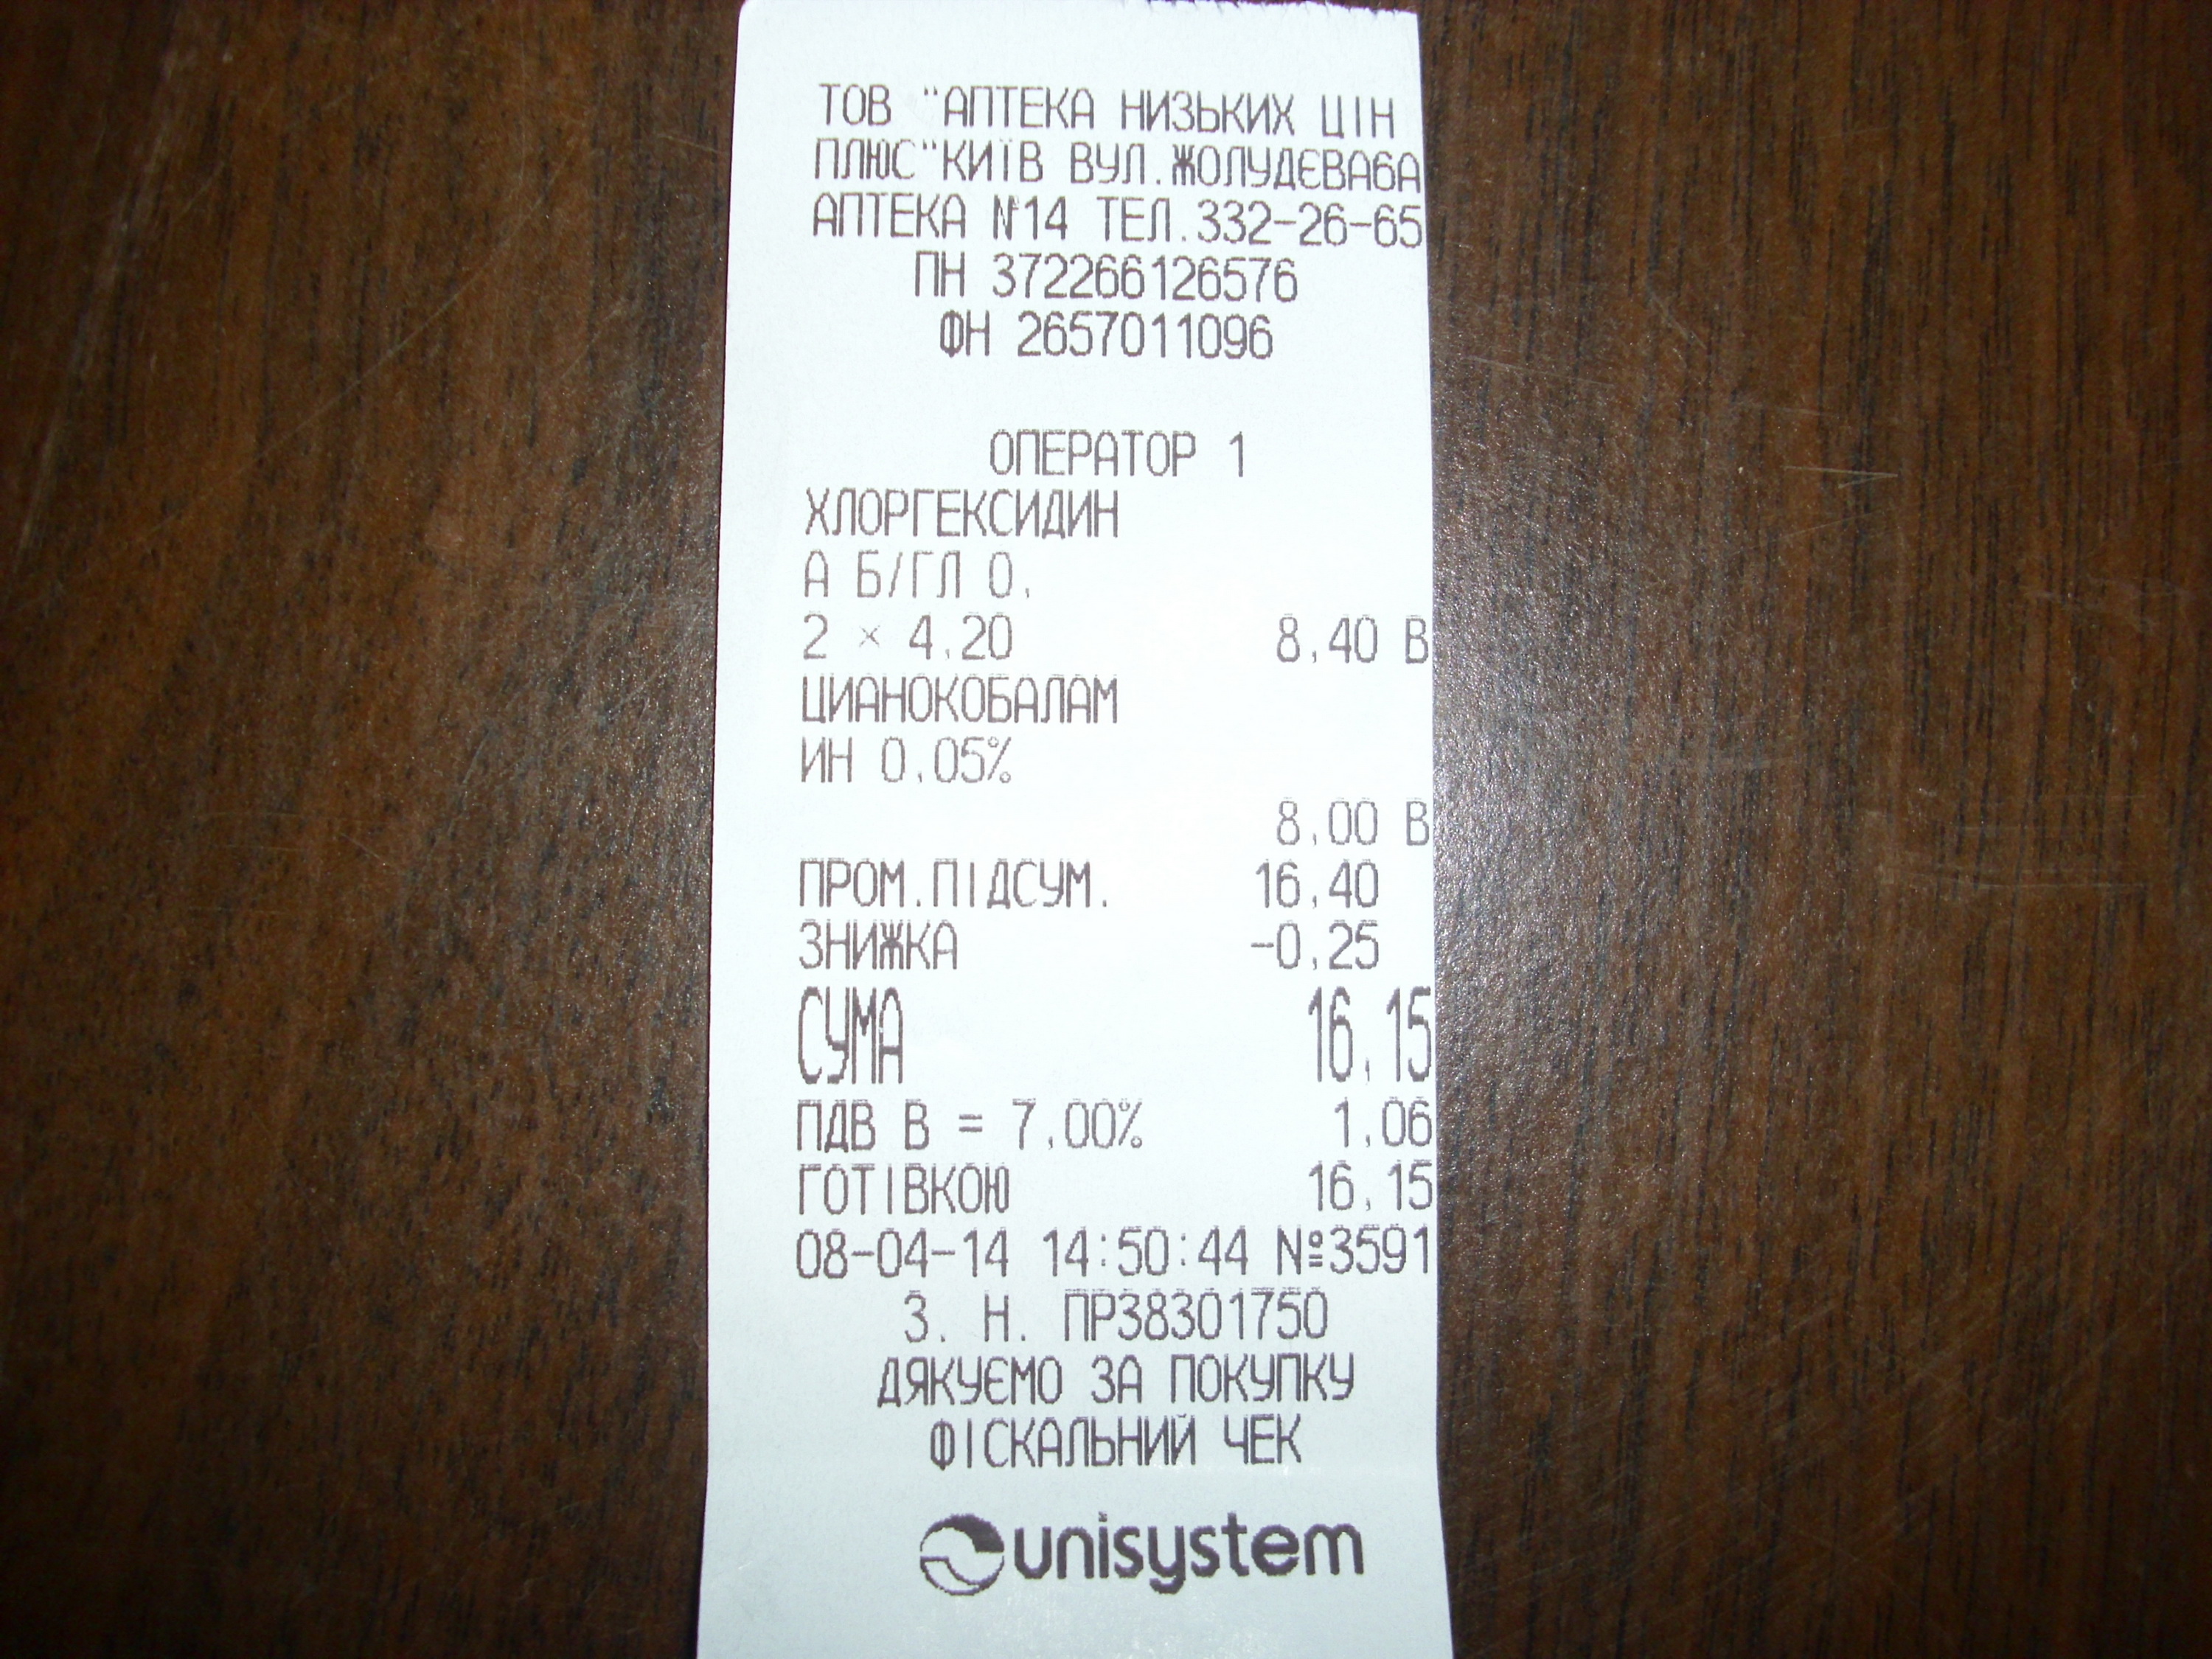 ТОВ "АПТЕКА НИЗЬКИХ ЦІН
ПЛЮС"КИЇВ ВУЛ.ЖОЛУДЄВА6А
АПТЕКА №14 ТЕЛ.332-26-65
ПН 372266126576
ФН 2657011096
ОПЕРАТОР 1
ХЛОРГЕКСИДИН
А Б/ГЛ 0.
2 × 4.20 8.40 В
ЦИАНОКОБАЛАМ
ИН 0.05%
8.00 В
ПРОМ.ПІДСУМ. 16.40
ЗНИЖКА -0.25
СУМА 16.15
ПДВ В = 7.00% 1.06
ГОТІВКОЮ 16.15
08-04-14 14:50:44 №3591
З. Н. ПР38301750
ДЯКУЄМО ЗА ПОКУПКУ
ФІСКАЛЬНИЙ ЧЕК
unisystem